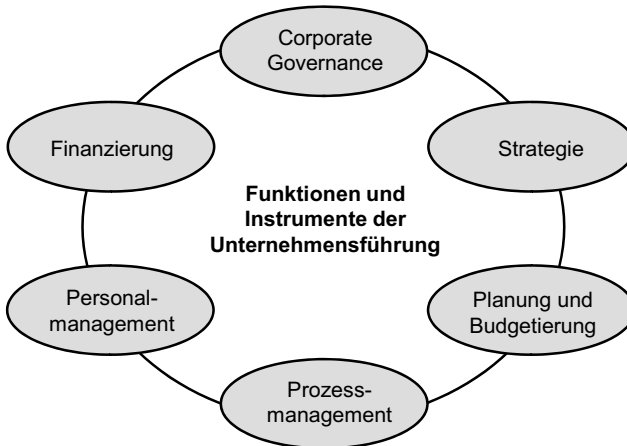 Corporate
Governance
Finanzierung
Strategie
Funktionen und
Instrumente der
Unternehmensführung
Personal-
management
Planung und
Budgetierung
Prozess-
management